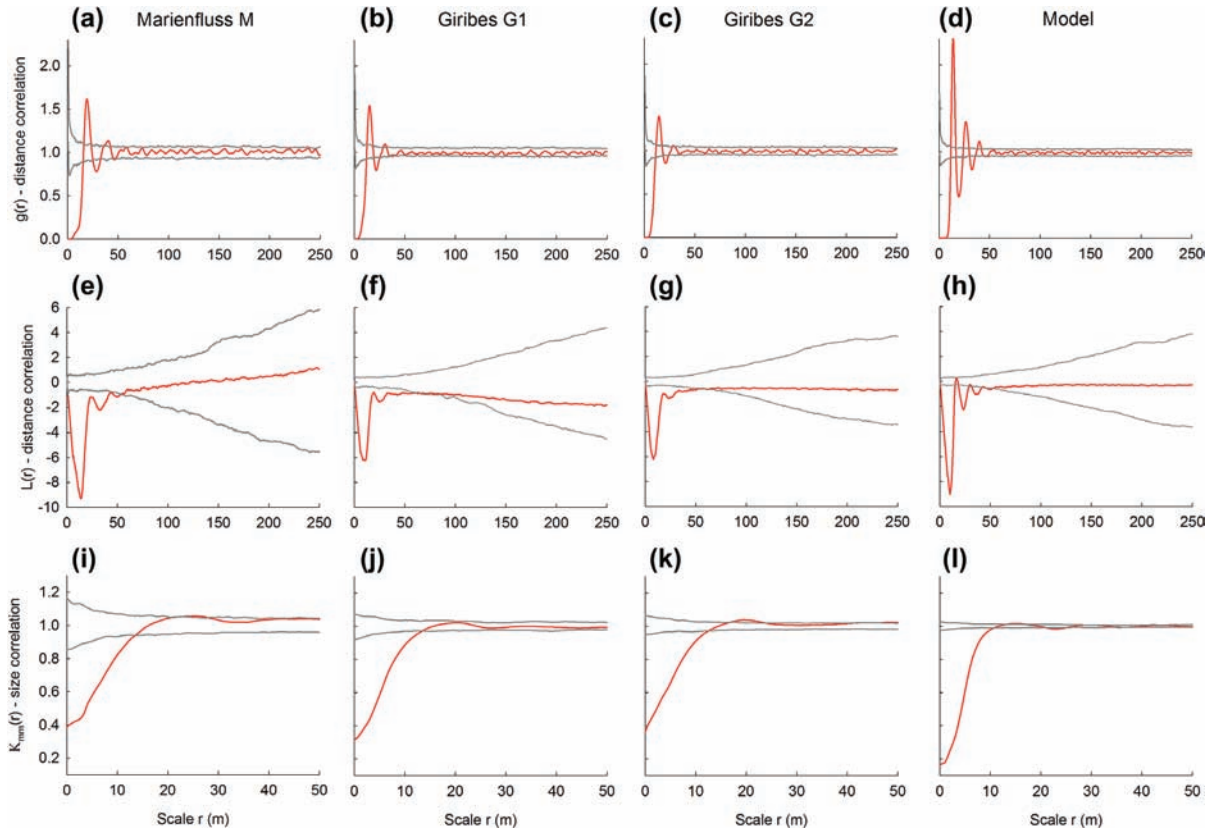 (a) Marienfluss M
(b) Giribes G1
(c) Giribes G2
(d) Model
g(r) - distance correlation
2.0
1.5
1.0
0.5
0.0
0 50 100 150 200 250
0 50 100 150 200 250
0 50 100 150 200 250
0 50 100 150 200 250
(e)
(f)
(g)
(h)
L(r) - distance correlation
6
4
2
0
-2
-4
-6
-8
-10
0 50 100 150 200 250
0 50 100 150 200 250
0 50 100 150 200 250
0 50 100 150 200 250
(i)
(j)
(k)
(l)
Kmm(r) - size correlation
1.2
1.0
0.8
0.6
0.4
0.2
0 10 20 30 40 50
0 10 20 30 40 50
0 10 20 30 40 50
0 10 20 30 40 50
Scale r (m)
Scale r (m)
Scale r (m)
Scale r (m)